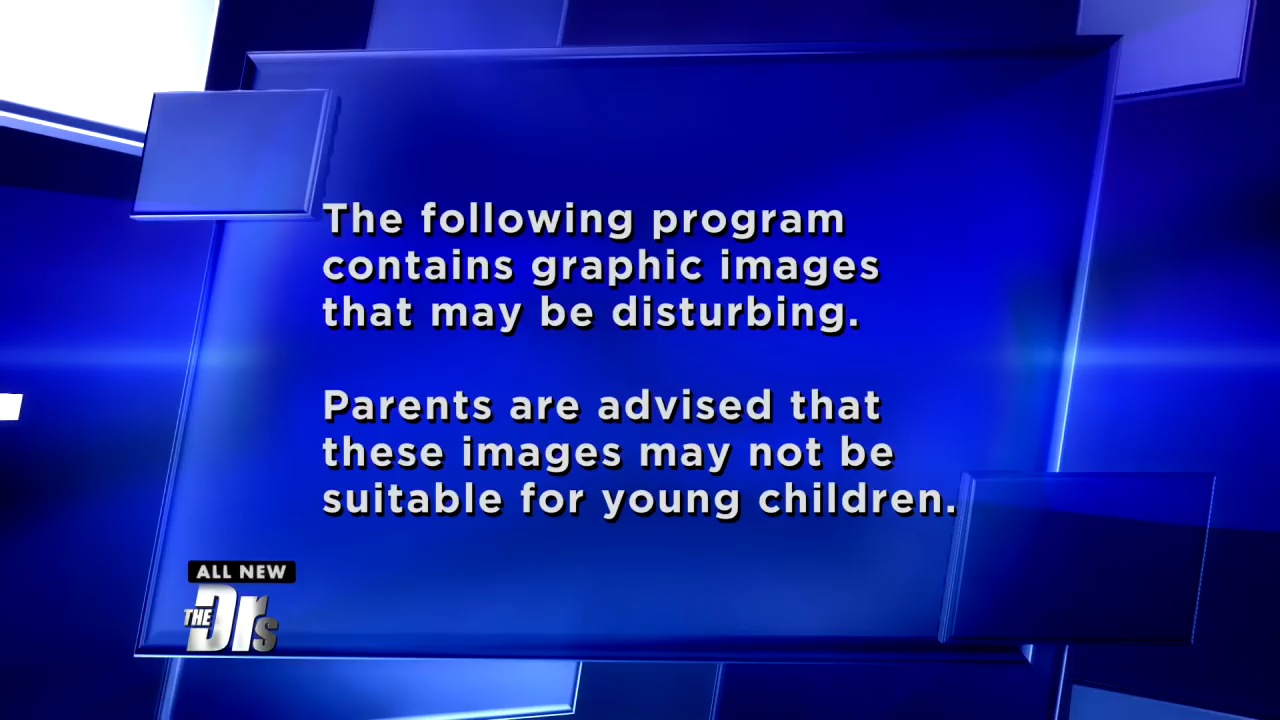 The following program
contains graphic images
that may be disturbing.
Parents are advised that
these images may not be
suitable for young children.
ALL NEW
THE Drs